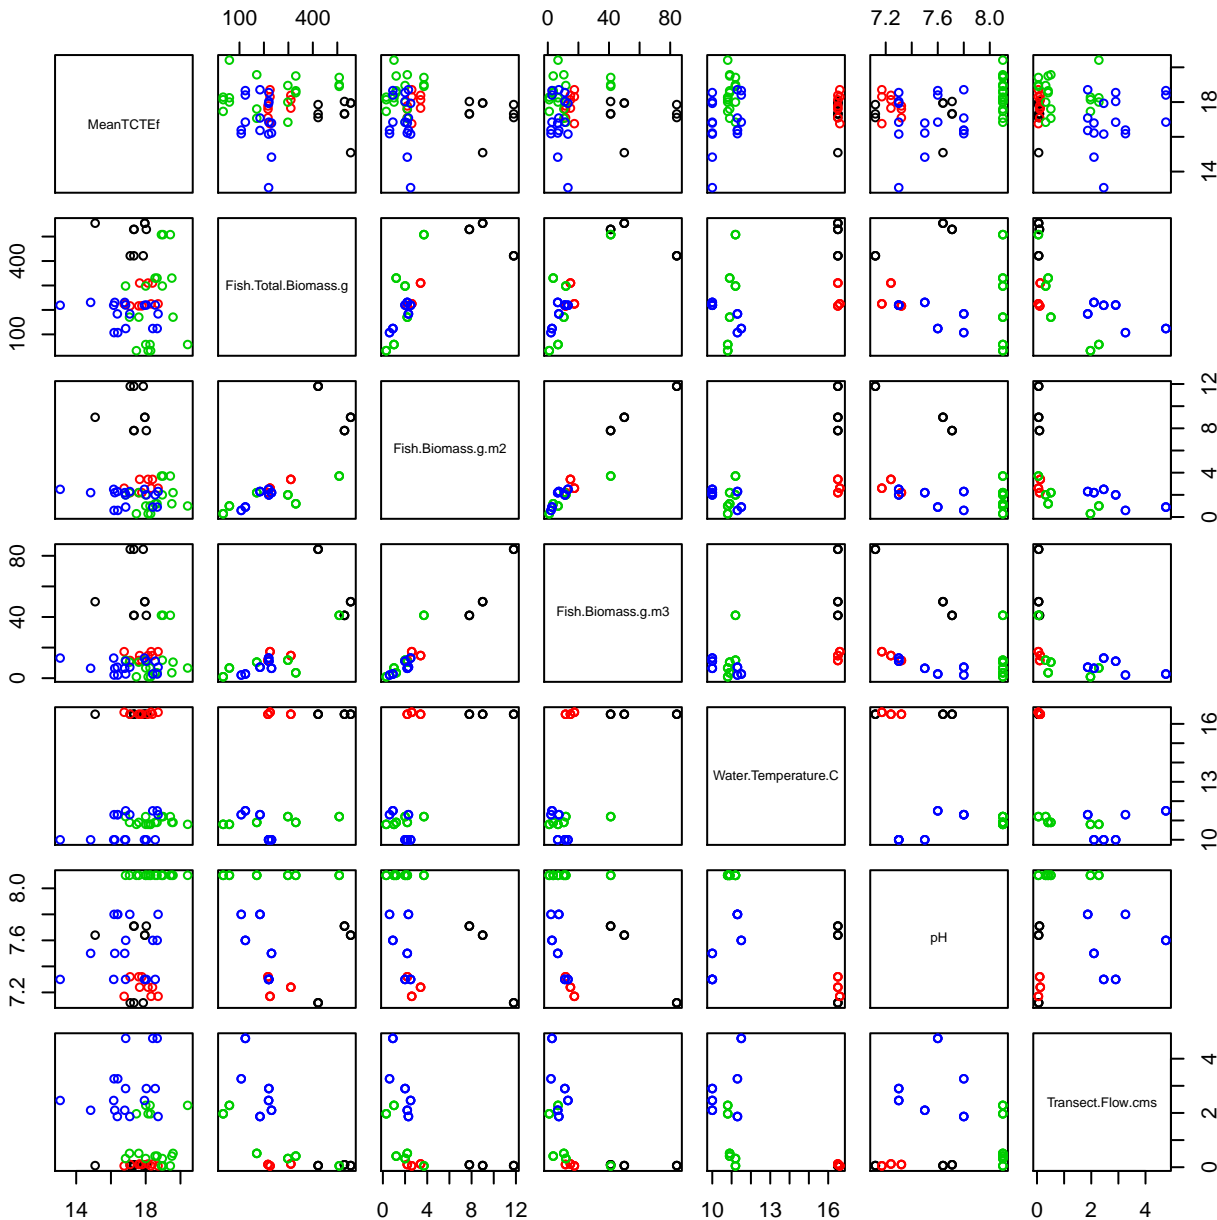 100 400 0 40 80 7.2 7.6 8.0
MeanTCTEf
14 18
Fish.Total.Biomass.g
100 400
Fish.Biomass.g.m2
0 4 8 12
Fish.Biomass.g.m3
0 40 80
Water.Temperature.C
10 13 16
pH
7.2 7.6 8.0
Transect.Flow.cms
0 2 4
14 18 0 4 8 12 10 13 16 0 2 4